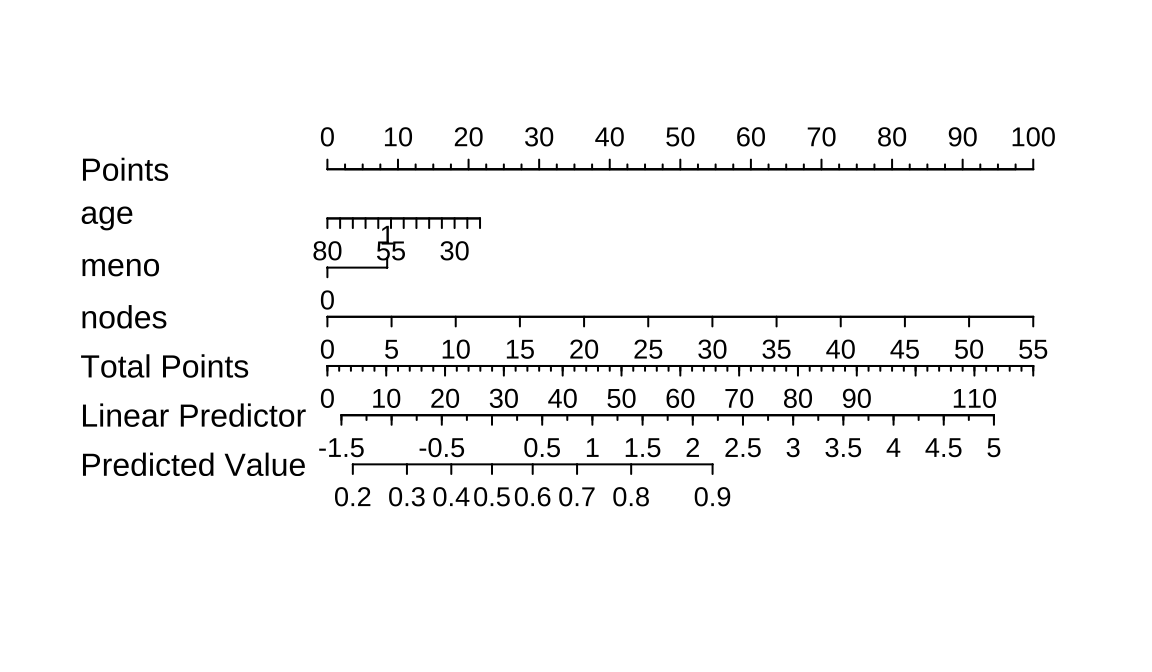 0 10 20 30 40 50 60 70 80 90 100
Points
age
1
80 55 30
meno
0
nodes
0 5 10 15 20 25 30 35 40 45 50 55
Total Points
0 10 20 30 40 50 60 70 80 90 110
Linear Predictor
-1.5 -0.5 0.5 1 1.5 2 2.5 3 3.5 4 4.5 5
Predicted Value
0.2 0.3 0.4 0.5 0.6 0.7 0.8 0.9